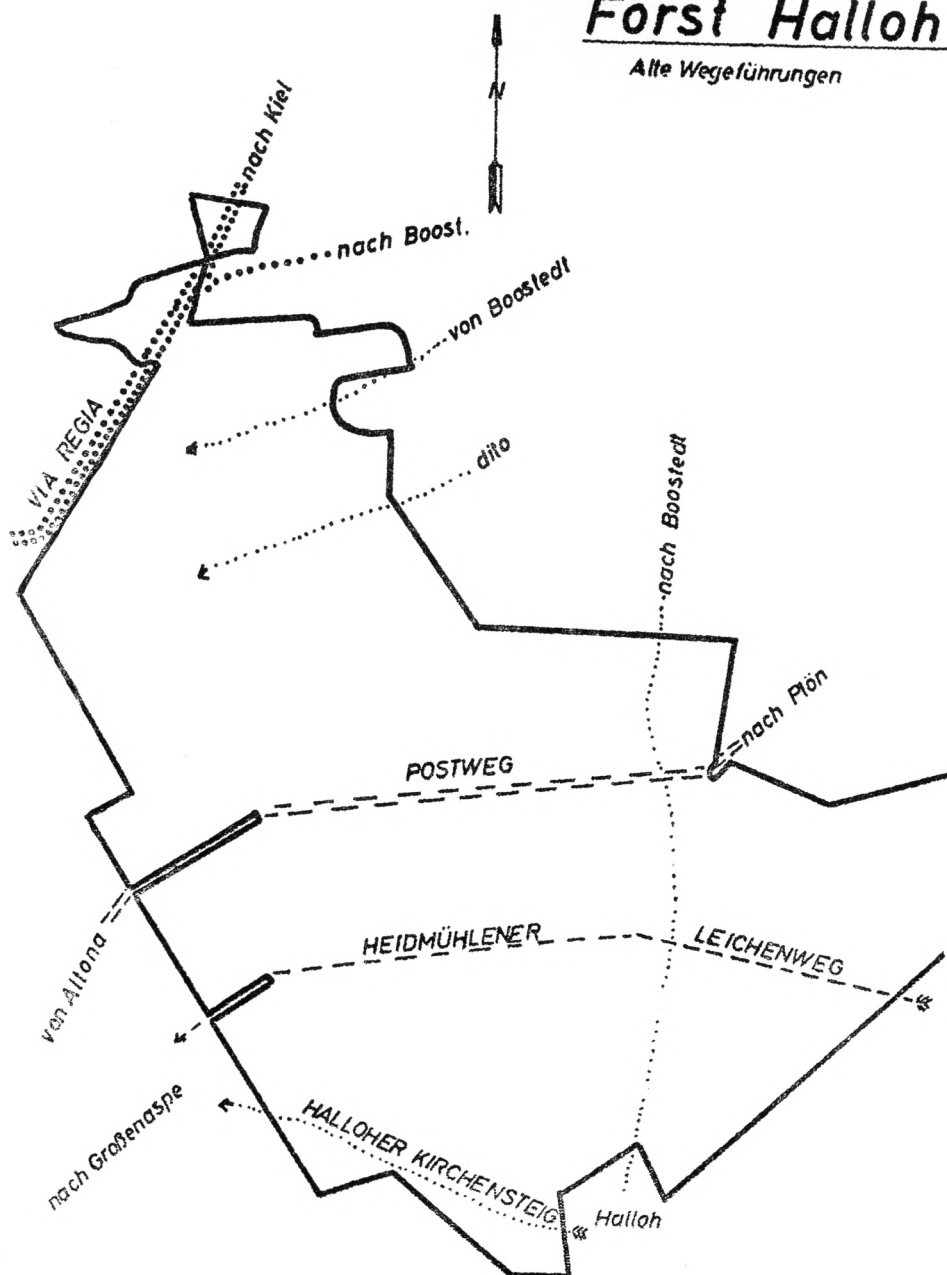 Forst Halloh
Alte Wegeführungen
N
nach Kiel
nach Boost.
von Boostedt
VIA REGIA
dito
nach Boostedt
nach Plön
POSTWEG
von Altona
HEIDMÜHLENER
LEICHENWEG
nach Großenaspe
HALLOHER KIRCHENSTEIG
Halloh